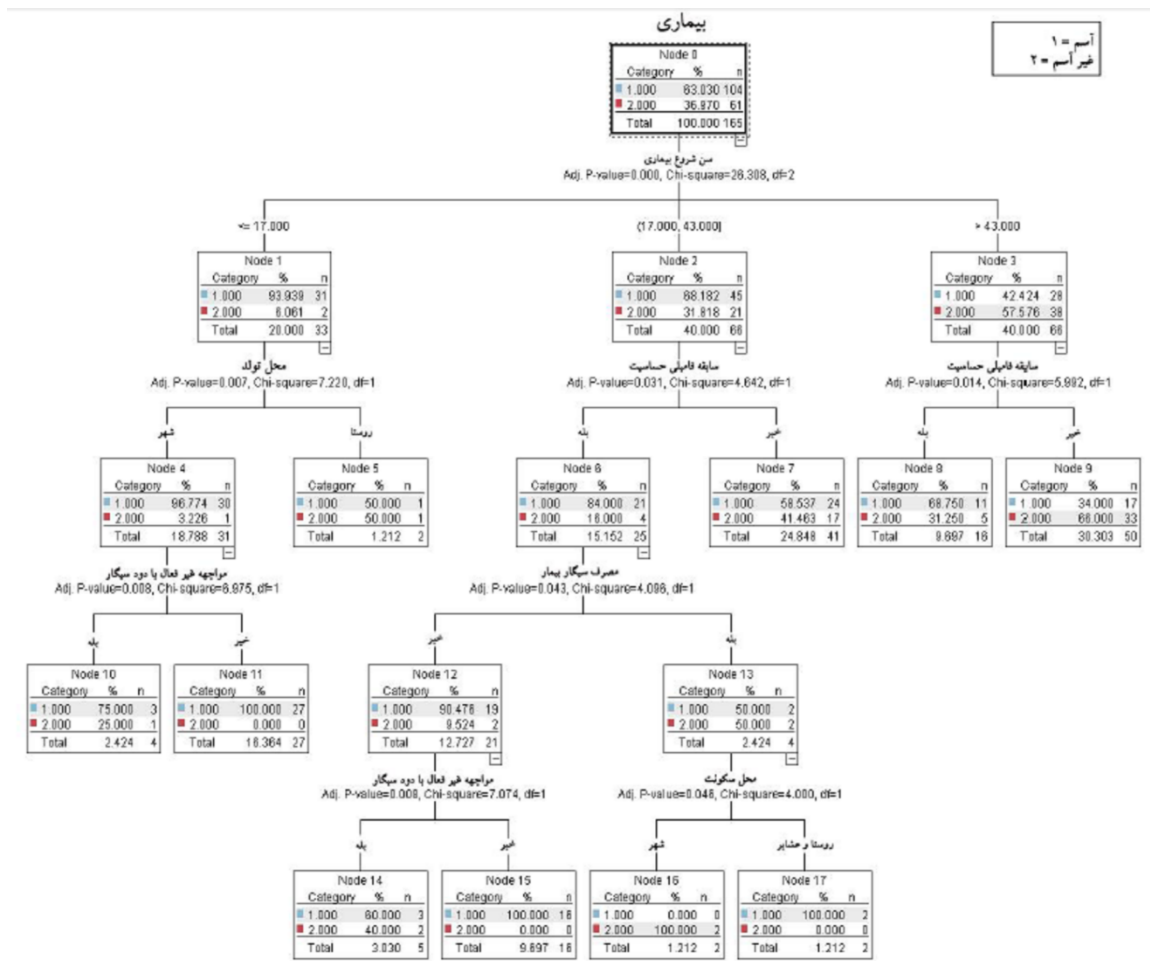 بیماری
آسم = ۱
غیر آسم = ۲
Node 0
Category % n
1.000 63.030 104
2.000 36.970 61
Total 100.000 165
سن شروع بیماری
Adj. P-value=0.000, Chi-square=26.308, df=2
<= 17.000
(17.000, 43.000]
> 43.000
Node 1
Category % n
1.000 93.939 31
2.000 6.061 2
Total 20.000 33
Node 2
Category % n
1.000 68.182 45
2.000 31.818 21
Total 40.000 66
Node 3
Category % n
1.000 42.424 28
2.000 57.576 38
Total 40.000 66
محل تولد
Adj. P-value=0.007, Chi-square=7.220, df=1
سابقه فامیلی حساسیت
Adj. P-value=0.031, Chi-square=4.642, df=1
سابقه فامیلی حساسیت
Adj. P-value=0.014, Chi-square=5.992, df=1
شهر
روستا
بله
خیر
بله
خیر
Node 4
Category % n
1.000 96.774 30
2.000 3.226 1
Total 18.788 31
Node 5
Category % n
1.000 50.000 1
2.000 50.000 1
Total 1.212 2
Node 6
Category % n
1.000 84.000 21
2.000 16.000 4
Total 15.152 25
Node 7
Category % n
1.000 58.537 24
2.000 41.463 17
Total 24.848 41
Node 8
Category % n
1.000 68.750 11
2.000 31.250 5
Total 9.697 16
Node 9
Category % n
1.000 34.000 17
2.000 66.000 33
Total 30.303 50
مواجهه غیر فعال با دود سیگار
Adj. P-value=0.008, Chi-square=6.975, df=1
مصرف سیگار بیمار
Adj. P-value=0.043, Chi-square=4.096, df=1
بله
خیر
خیر
بله
Node 10
Category % n
1.000 75.000 3
2.000 25.000 1
Total 2.424 4
Node 11
Category % n
1.000 100.000 27
2.000 0.000 0
Total 16.364 27
Node 12
Category % n
1.000 90.476 19
2.000 9.524 2
Total 12.727 21
Node 13
Category % n
1.000 50.000 2
2.000 50.000 2
Total 2.424 4
مواجهه غیر فعال با دود سیگار
Adj. P-value=0.008, Chi-square=7.074, df=1
محل سکونت
Adj. P-value=0.046, Chi-square=4.000, df=1
بله
خیر
شهر
روستا و عشایر
Node 14
Category % n
1.000 60.000 3
2.000 40.000 2
Total 3.030 5
Node 15
Category % n
1.000 100.000 16
2.000 0.000 0
Total 9.697 16
Node 16
Category % n
1.000 0.000 0
2.000 100.000 2
Total 1.212 2
Node 17
Category % n
1.000 100.000 2
2.000 0.000 0
Total 1.212 2